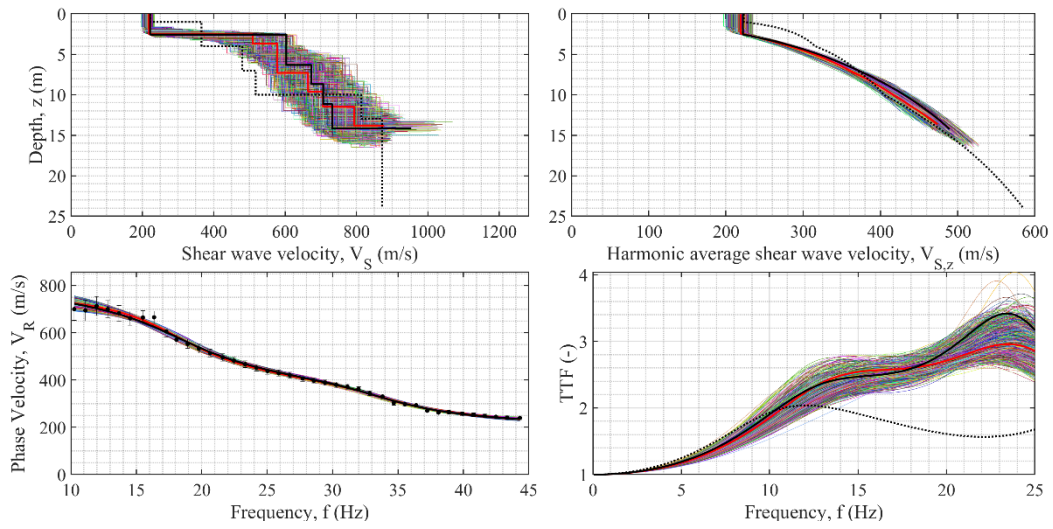 0
5
10
15
20
25
Depth, z (m)
0 200 400 600 800 1000 1200
Shear wave velocity, V_S (m/s)
0
5
10
15
20
25
0 100 200 300 400 500 600
Harmonic average shear wave velocity, V_S,z (m/s)
800
600
400
200
0
Phase Velocity, V_R (m/s)
10 15 20 25 30 35 40 45
Frequency, f (Hz)
4
3
2
1
TTF (-)
0 5 10 15 20 25
Frequency, f (Hz)